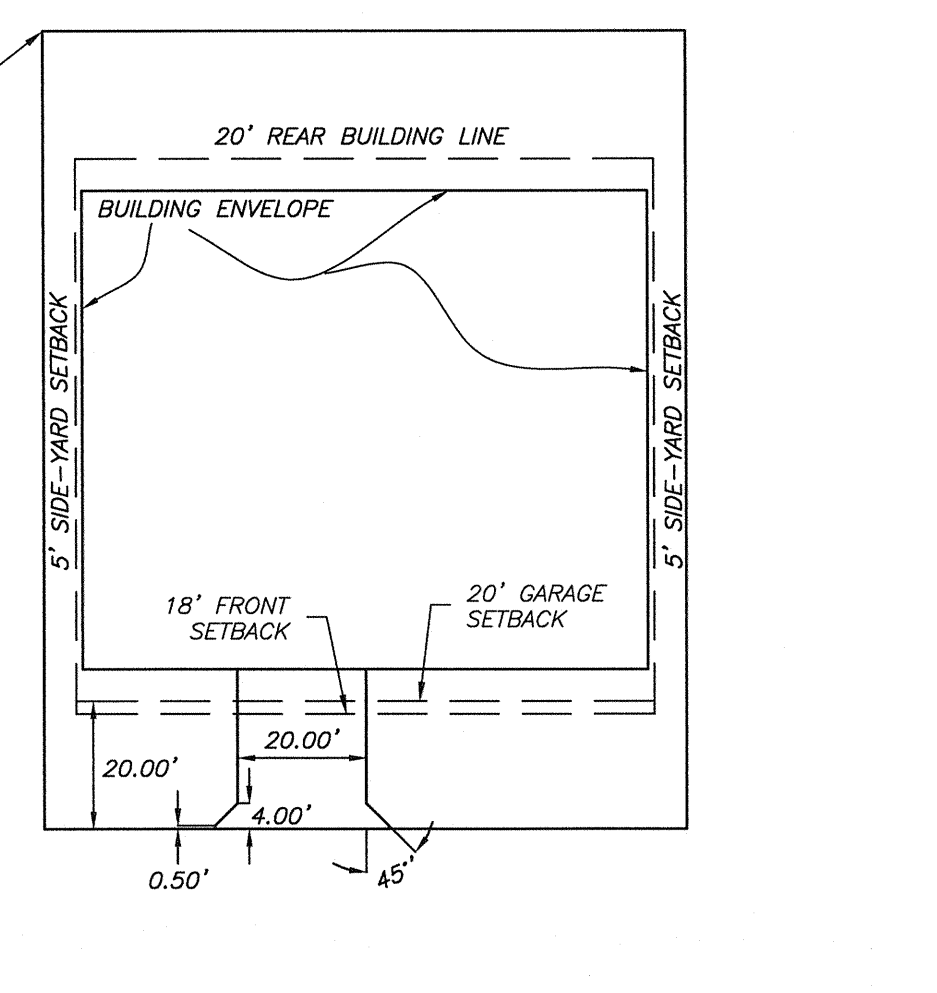 20' REAR BUILDING LINE
BUILDING ENVELOPE
5' SIDE-YARD SETBACK
5' SIDE-YARD SETBACK
18' FRONT
SETBACK
20' GARAGE
SETBACK
20.00'
20.00'
4.00'
0.50'
45°'